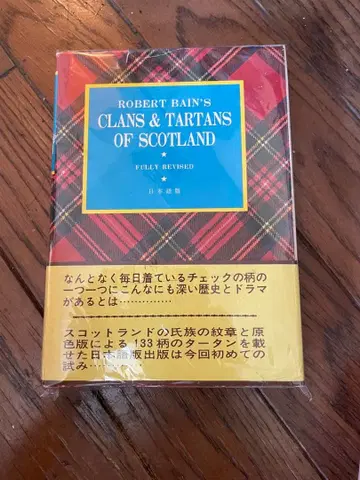 ROBERT BAIN'S
CLANS & TARTANS
OF SCOTLAND
★
FULLY REVISED
★
日本語版
なんとなく毎日着ているチェックの柄の
一つ一つにこんなにも深い歴史とドラマ
があるとは……………
スコットランドの氏族の紋章と原
色版による133柄のタータンを載
せた日本語版出版は今回初めての
試み………